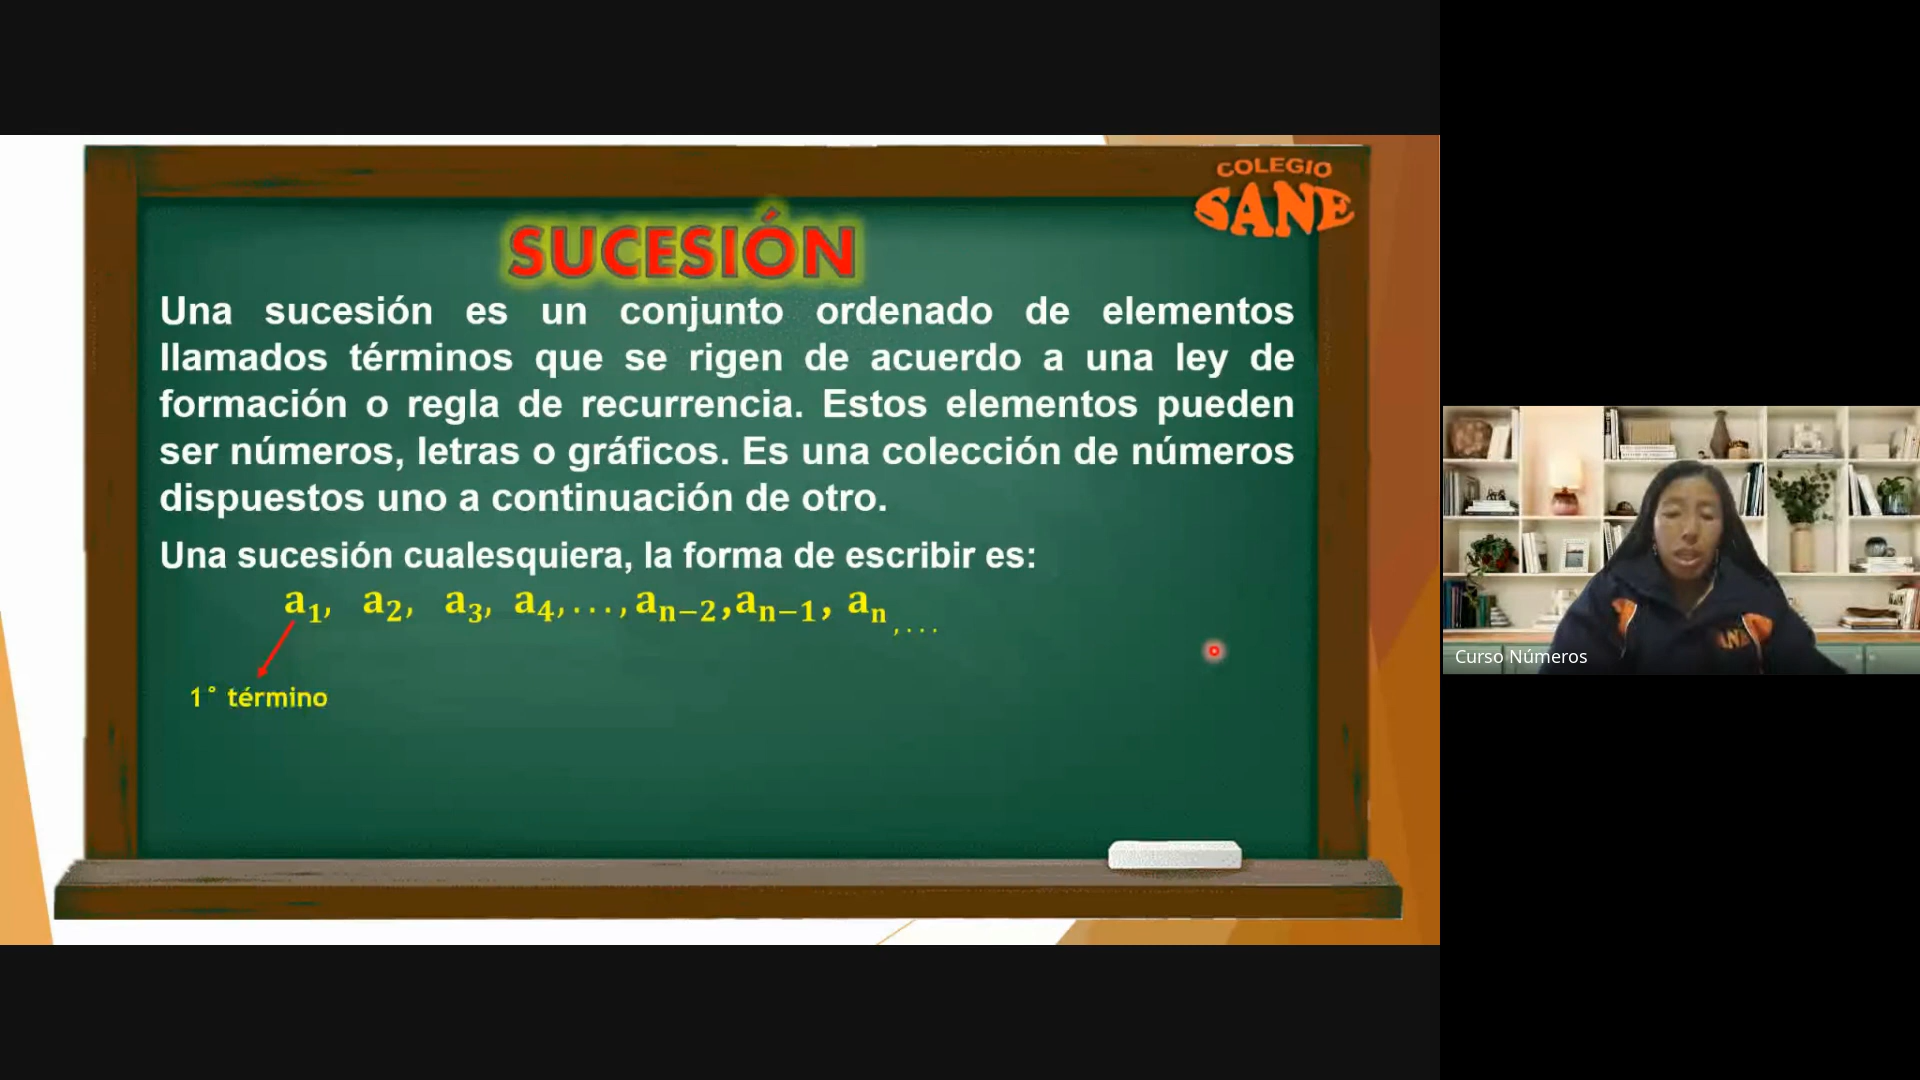 COLEGIO
SANE
SUCESIÓN
Una sucesión es un conjunto ordenado de elementos
llamados términos que se rigen de acuerdo a una ley de
formación o regla de recurrencia. Estos elementos pueden
ser números, letras o gráficos. Es una colección de números
dispuestos uno a continuación de otro.
Una sucesión cualesquiera, la forma de escribir es:
a₁, a₂, a₃, a₄,...,aₙ₋₂,aₙ₋₁, aₙ,...
1° término
Curso Números